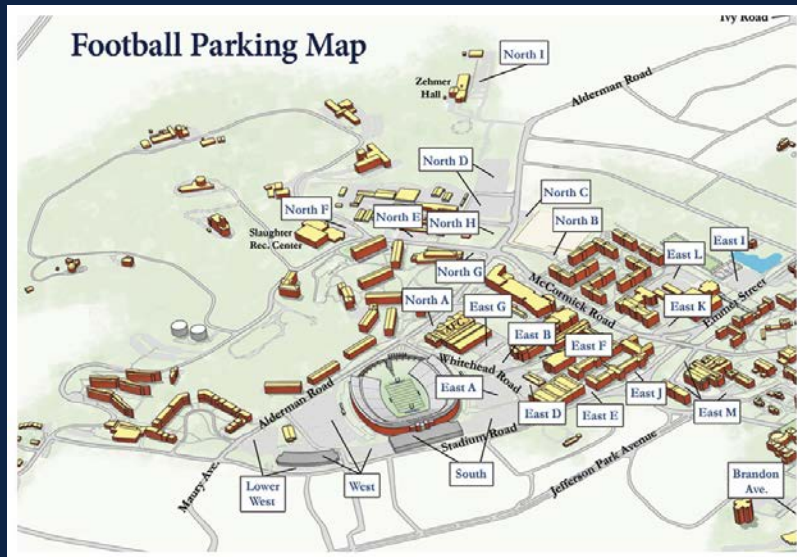 Ivy Road
Football Parking Map
North I
Zehmer
Hall
Alderman Road
North D
North C
North F
North E
North H
North B
Slaughter
Rec. Center
East I
East L
North G
McCormick Road
Emmet Street
North A
East G
East K
AFC
East B
Whitehead Road
East F
East A
Alderman Road
East D
East E
East J
East M
Stadium Road
Jefferson Park Avenue
Maury Ave.
Lower
West
West
South
Brandon
Ave.